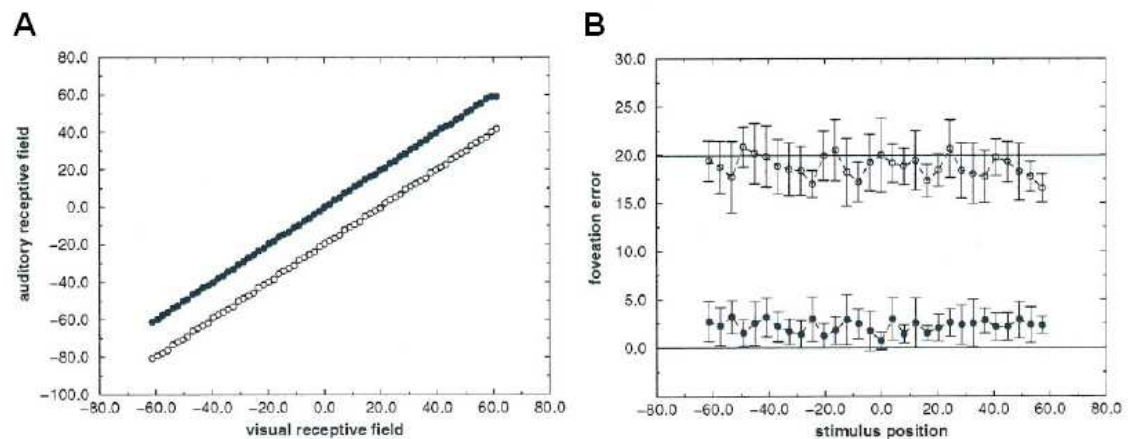 A
80.0
60.0
40.0
20.0
0.0
−20.0
−40.0
−60.0
−80.0
−100.0
auditory receptive field
−80.0 −60.0 −40.0 −20.0 0.0 20.0 40.0 60.0 80.0
visual receptive field
B
30.0
25.0
20.0
15.0
10.0
5.0
0.0
foveation error
−80.0 −60.0 −40.0 −20.0 0.0 20.0 40.0 60.0 80.0
stimulus position